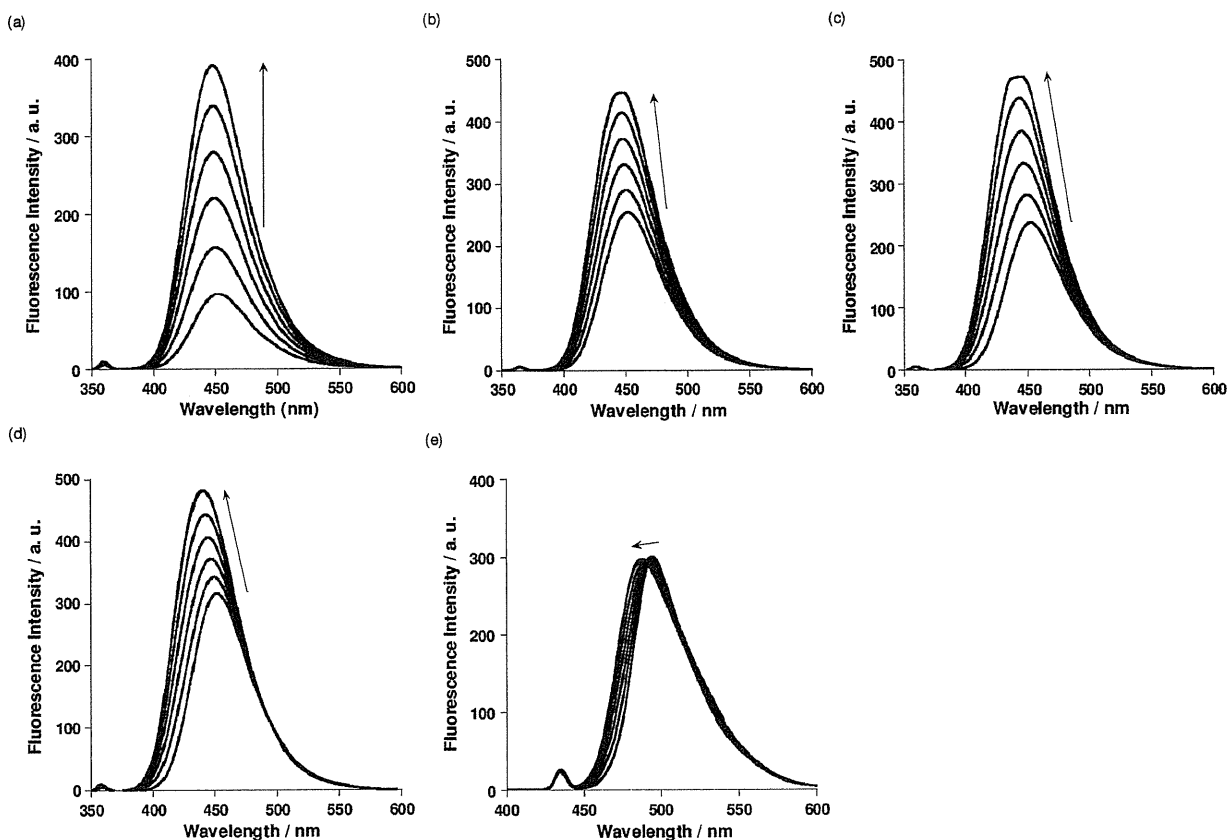 (a)
Fluorescence Intensity / a. u.
400
300
200
100
0
350 400 450 500 550 600
Wavelength (nm)
(b)
Fluorescence Intensity / a. u.
500
400
300
200
100
0
350 400 450 500 550 600
Wavelength / nm
(c)
Fluorescence Intensity / a. u.
500
400
300
200
100
0
350 400 450 500 550 600
Wavelength / nm
(d)
Fluorescence Intensity / a. u.
500
400
300
200
100
0
350 400 450 500 550 600
Wavelength / nm
(e)
Fluorescence Intensity / a. u.
400
300
200
100
0
400 450 500 550 600
Wavelength / nm